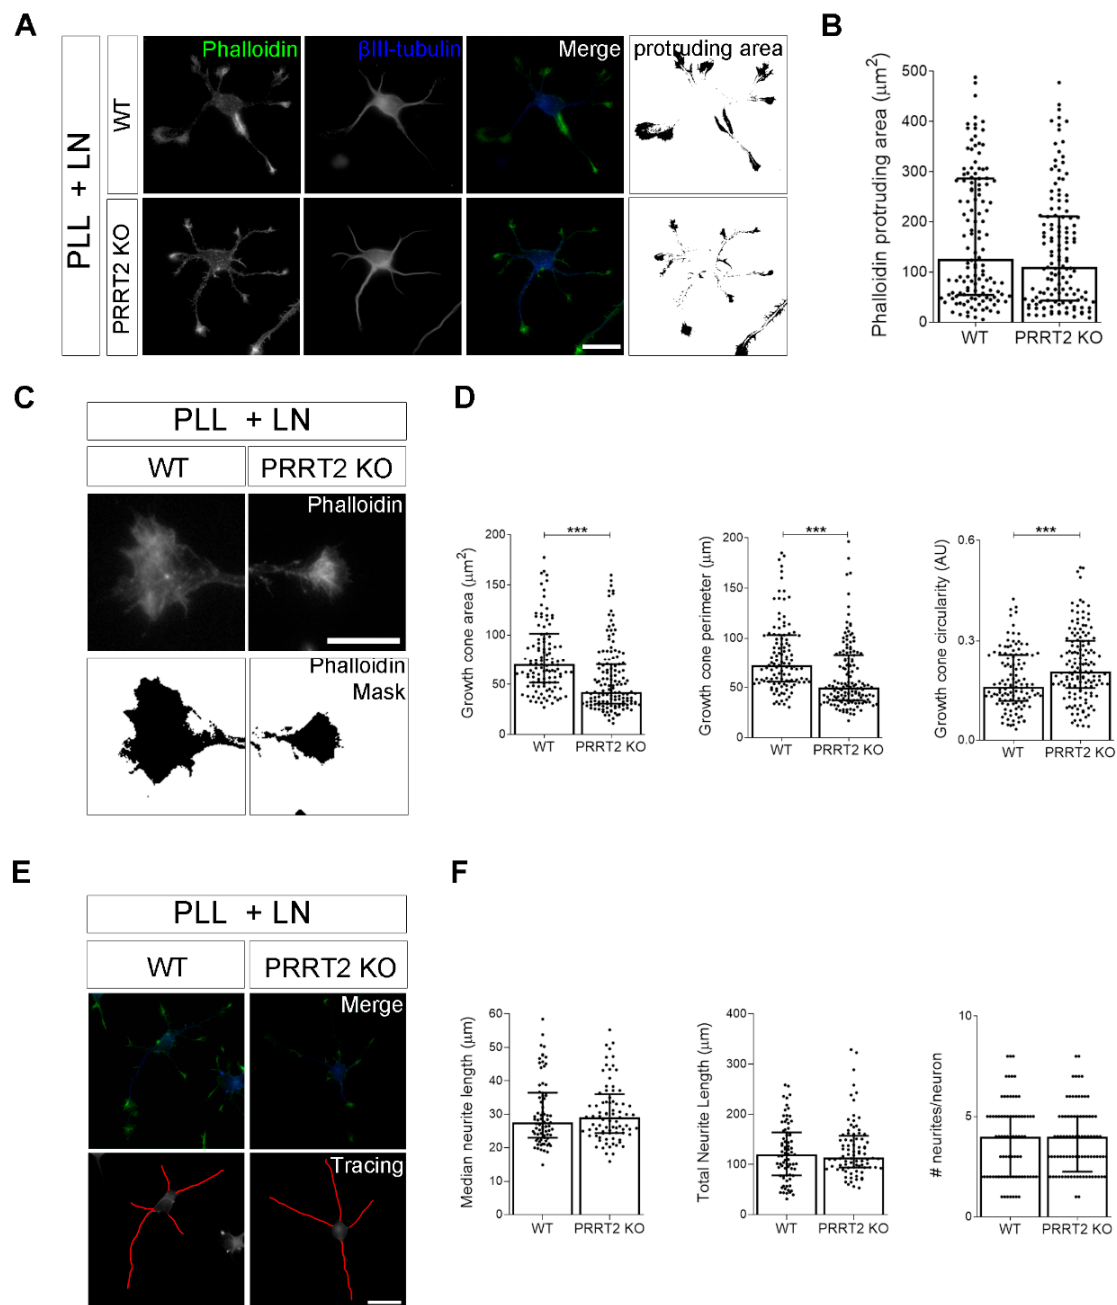 A
PLL + LN
WT
PRRT2 KO
Phalloidin
βIII-tubulin
Merge
protruding area
B
Phalloidin protruding area (μm²)
500
400
300
200
100
0
WT PRRT2 KO
C
PLL + LN
WT PRRT2 KO
Phalloidin
Phalloidin
Mask
D
Growth cone area (μm²)
200
150
100
50
0
***
WT PRRT2 KO
Growth cone perimeter (μm)
200
150
100
50
0
***
WT PRRT2 KO
Growth cone circularity (AU)
0.6
0.3
0.0
***
WT PRRT2 KO
E
PLL + LN
WT PRRT2 KO
Merge
Tracing
F
Median neurite length (μm)
60
50
40
30
20
10
0
WT PRRT2 KO
Total Neurite Length (μm)
400
300
200
100
0
WT PRRT2 KO
# neurites/neuron
10
5
0
WT PRRT2 KO